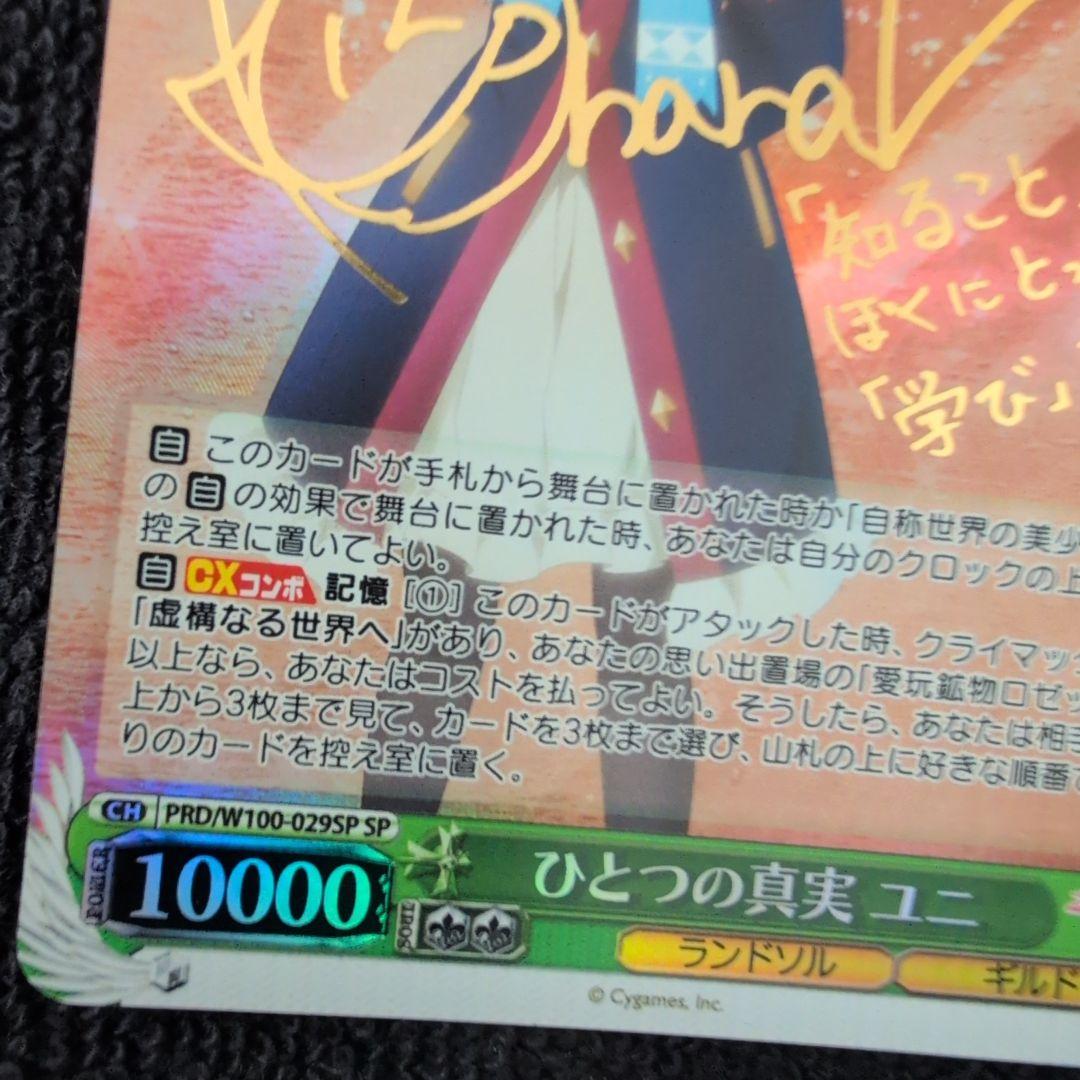 Ohara
「知ること
ぼくにと
「学び」
自 このカードが手札から舞台に置かれた時か「自称世界の美少
の 自 の効果で舞台に置かれた時、あなたは自分のクロックの上
控え室に置いてよい。
自 CXコンボ 記憶 [①] このカードがアタックした時、クライマック
「虚構なる世界へ」があり、あなたの思い出置場の「愛玩鉱物ロゼッ
以上なら、あなたはコストを払ってよい。そうしたら、あなたは相手
上から3枚まで見て、カードを3枚まで選び、山札の上に好きな順番で
りのカードを控え室に置く。
CH PRD/W100-029SP SP
POWER 10000
SOUL
ひとつの真実 ユニ
ランドソル
ギルド
© Cygames, Inc.